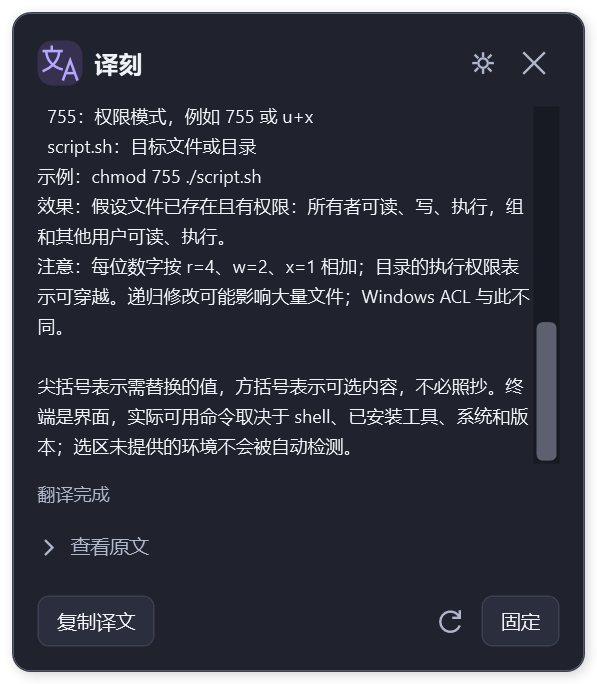 译刻
755：权限模式，例如 755 或 u+x
script.sh：目标文件或目录
示例：chmod 755 ./script.sh
效果：假设文件已存在且有权限：所有者可读、写、执行，组
和其他用户可读、执行。
注意：每位数字按 r=4、w=2、x=1 相加；目录的执行权限表
示可穿越。递归修改可能影响大量文件；Windows ACL 与此不
同。
尖括号表示需替换的值，方括号表示可选内容，不必照抄。终
端是界面，实际可用命令取决于 shell、已安装工具、系统和版
本；选区未提供的环境不会被自动检测。
翻译完成
查看原文
复制译文
固定